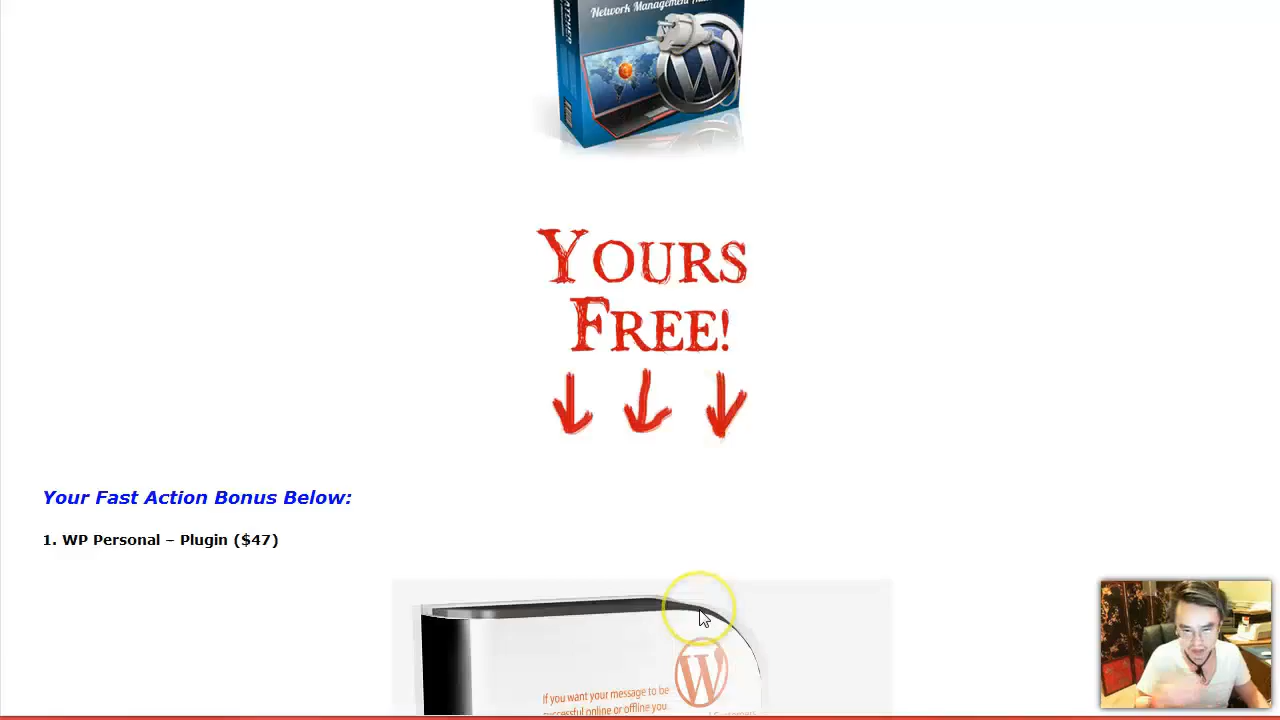 Network Management
YOURS
FREE!
Your Fast Action Bonus Below:
1. WP Personal – Plugin ($47)
W
If you want your message to be
successful online or offline you